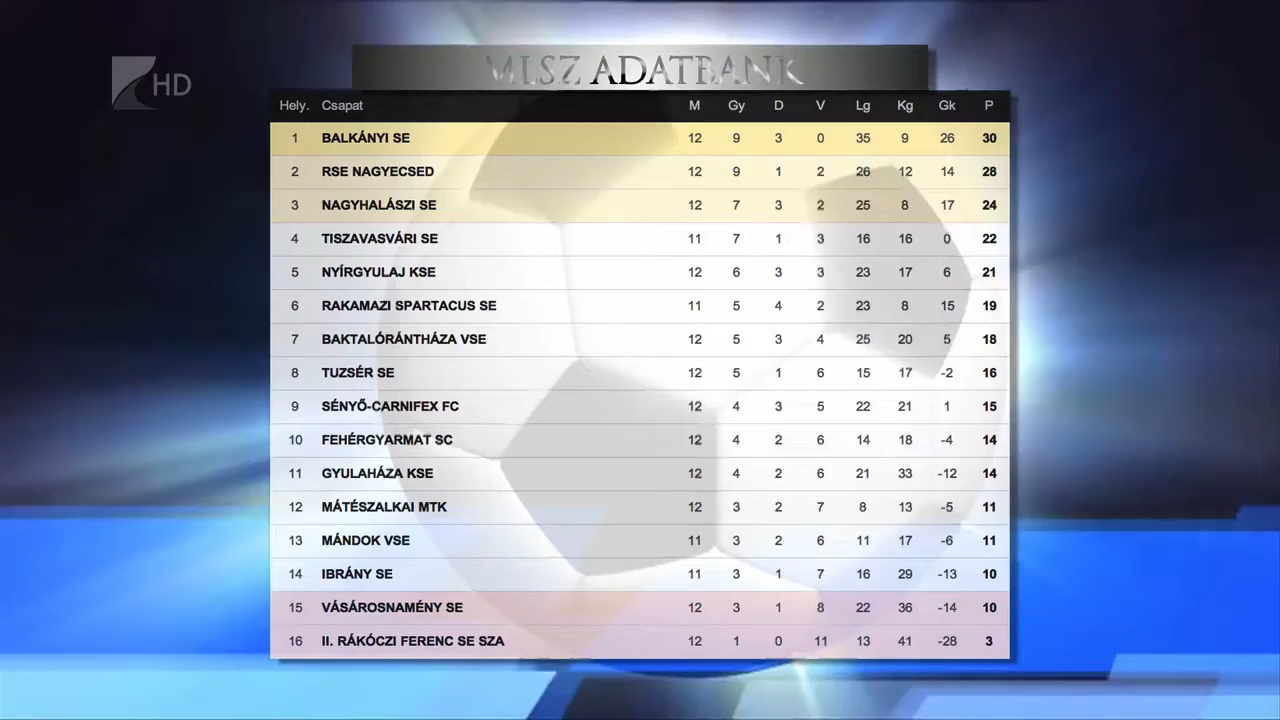 MLSZ ADATBANK
HD
Hely. Csapat M Gy D V Lg Kg Gk P
1 BALKÁNYI SE 12 9 3 0 35 9 26 30
2 RSE NAGYECSED 12 9 1 2 26 12 14 28
3 NAGYHALÁSZI SE 12 7 3 2 25 8 17 24
4 TISZAVASVÁRI SE 11 7 1 3 16 16 0 22
5 NYÍRGYULAJ KSE 12 6 3 3 23 17 6 21
6 RAKAMAZI SPARTACUS SE 11 5 4 2 23 8 15 19
7 BAKTALÓRÁNTHÁZA VSE 12 5 3 4 25 20 5 18
8 TUZSÉR SE 12 5 1 6 15 17 -2 16
9 SÉNYŐ-CARNIFEX FC 12 4 3 5 22 21 1 15
10 FEHÉRGYARMAT SC 12 4 2 6 14 18 -4 14
11 GYULAHÁZA KSE 12 4 2 6 21 33 -12 14
12 MÁTÉSZALKAI MTK 12 3 2 7 8 13 -5 11
13 MÁNDOK VSE 11 3 2 6 11 17 -6 11
14 IBRÁNY SE 11 3 1 7 16 29 -13 10
15 VÁSÁROSNAMÉNY SE 12 3 1 8 22 36 -14 10
16 II. RÁKÓCZI FERENC SE SZA 12 1 0 11 13 41 -28 3